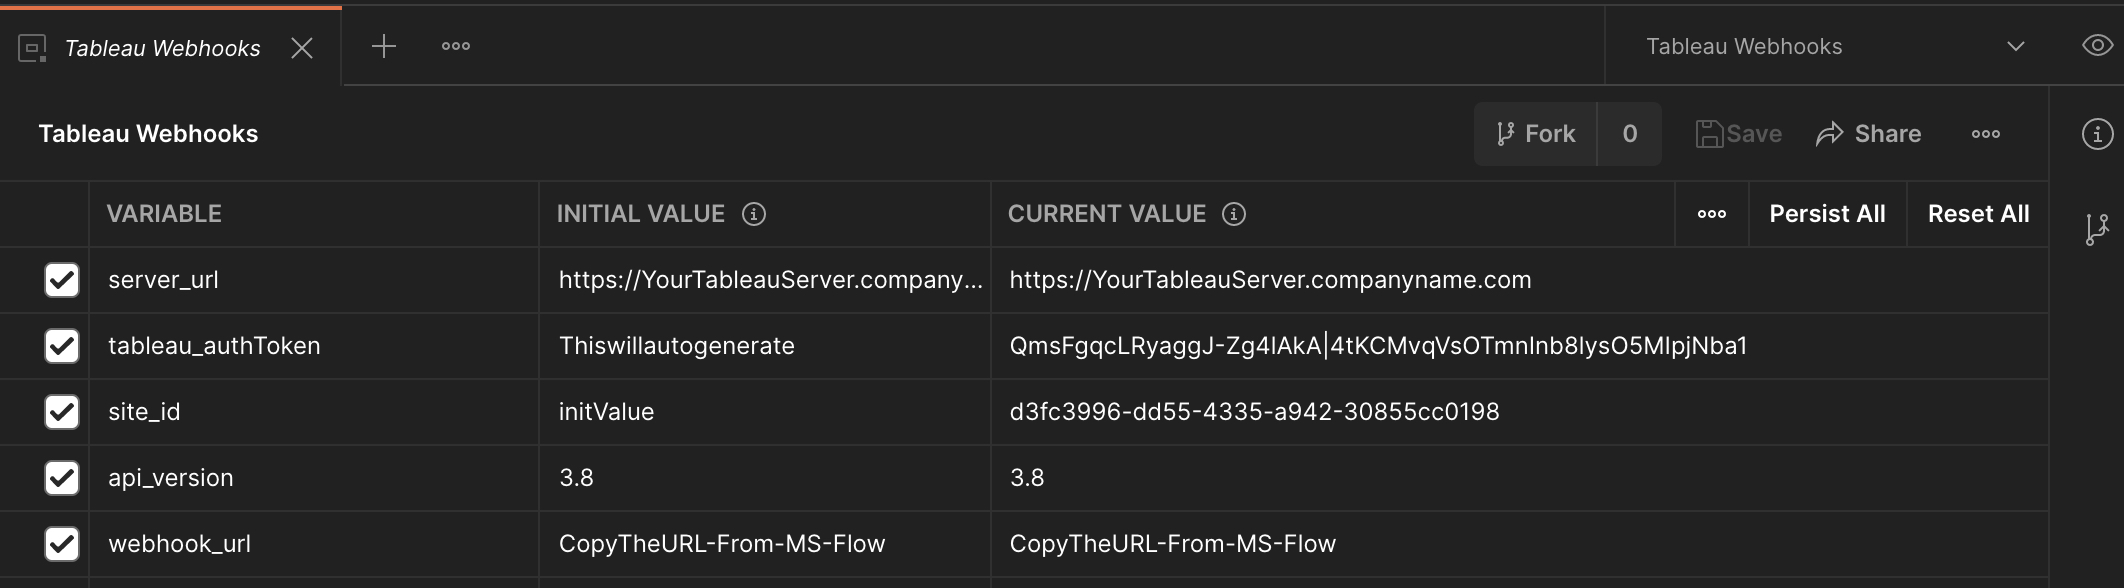 Tableau Webhooks
Tableau Webhooks
Tableau Webhooks
Fork 0 Save Share
VARIABLE INITIAL VALUE CURRENT VALUE Persist All Reset All
server_url https://YourTableauServer.company... https://YourTableauServer.companyname.com
tableau_authToken Thiswillautogenerate QmsFgqcLRyaggJ-Zg4lAkA|4tKCMvqVsOTmnInb8lysO5MIpjNba1
site_id initValue d3fc3996-dd55-4335-a942-30855cc0198
api_version 3.8 3.8
webhook_url CopyTheURL-From-MS-Flow CopyTheURL-From-MS-Flow